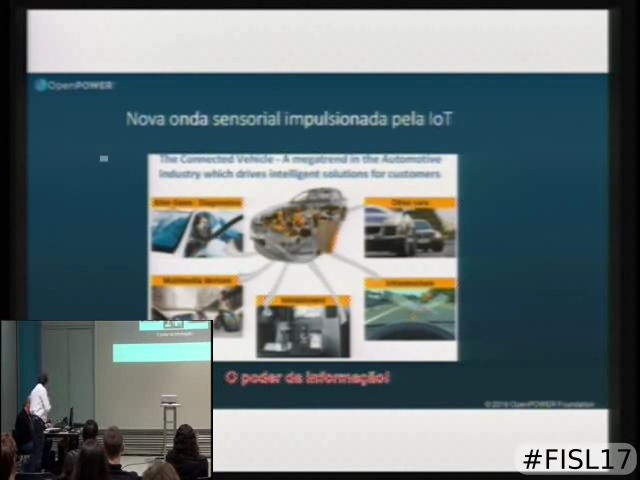 OpenPOWER
Nova onda sensorial impulsionada pela IoT
The Connected Vehicle - A megatrend in the Automotive
Industry which drives intelligent solutions for customers
Other cars
Multimedia devices
Infrastructure
O poder da informação!
© 2016 OpenPOWER Foundation
#FISL17